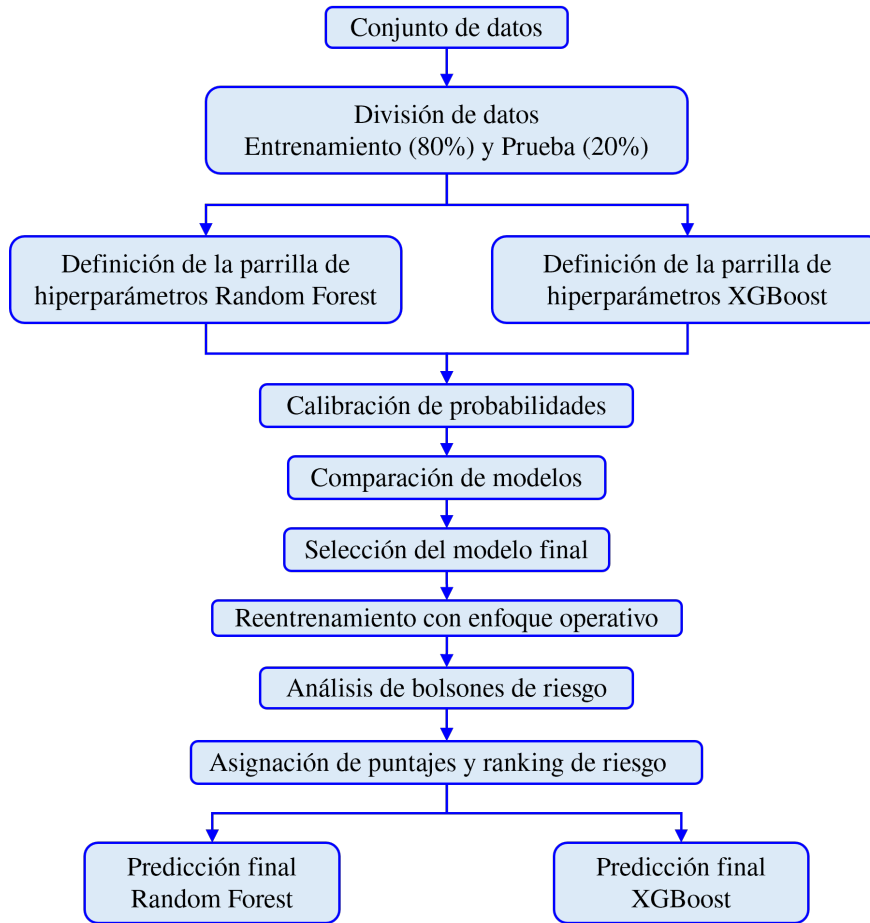 Conjunto de datos
División de datos
Entrenamiento (80%) y Prueba (20%)
Definición de la parrilla de
hiperparámetros Random Forest
Definición de la parrilla de
hiperparámetros XGBoost
Calibración de probabilidades
Comparación de modelos
Selección del modelo final
Reentrenamiento con enfoque operativo
Análisis de bolsones de riesgo
Asignación de puntajes y ranking de riesgo
Predicción final
Random Forest
Predicción final
XGBoost